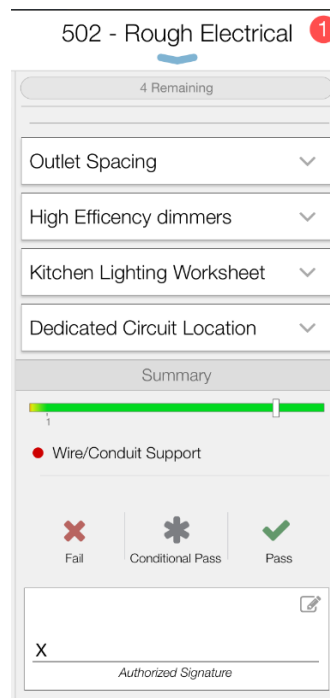 502 - Rough Electrical
1
4 Remaining
Outlet Spacing
High Efficency dimmers
Kitchen Lighting Worksheet
Dedicated Circuit Location
Summary
1
Wire/Conduit Support
Fail Conditional Pass Pass
X
Authorized Signature